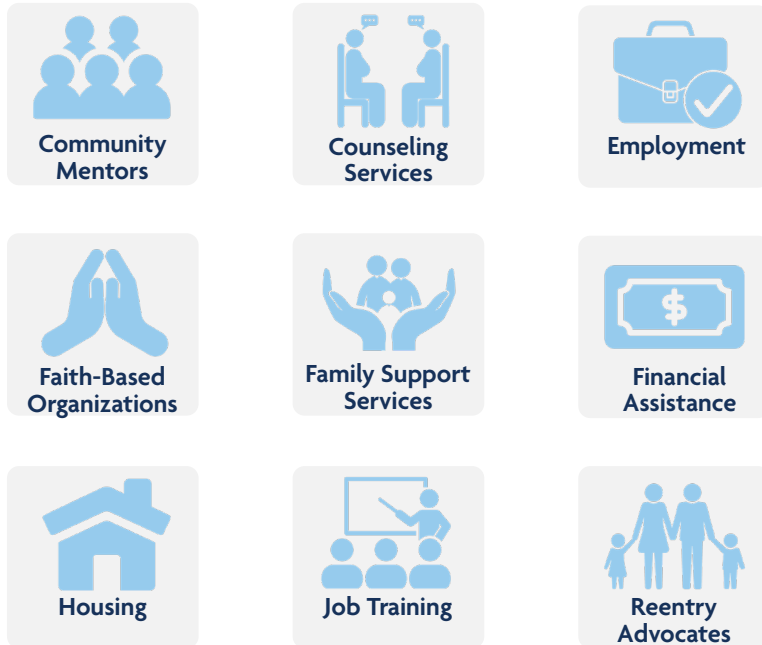 Community
Mentors
Counseling
Services
Employment
Faith-Based
Organizations
Family Support
Services
$
Financial
Assistance
Housing
Job Training
Reentry
Advocates